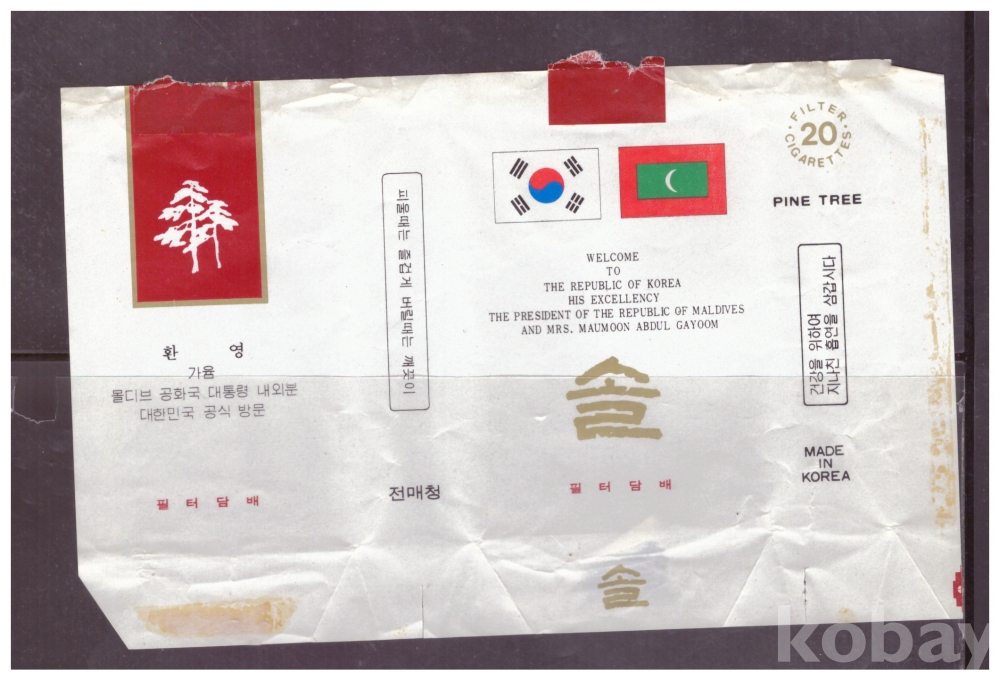 환 영
가윰
몰디브 공화국 대통령 내외분
대한민국 공식 방문
필 터 담 배
피울때는 즐겁게 버릴때는 깨끗이
전매청
WELCOME
TO
THE REPUBLIC OF KOREA
HIS EXCELLENCY
THE PRESIDENT OF THE REPUBLIC OF MALDIVES
AND MRS. MAUMOON ABDUL GAYOOM
솔
필 터 담 배
솔
· FILTER ·
20
CIGARETTES
PINE TREE
건강을 위하여
지나친 흡연을 삼갑시다
MADE
IN
KOREA
kobay